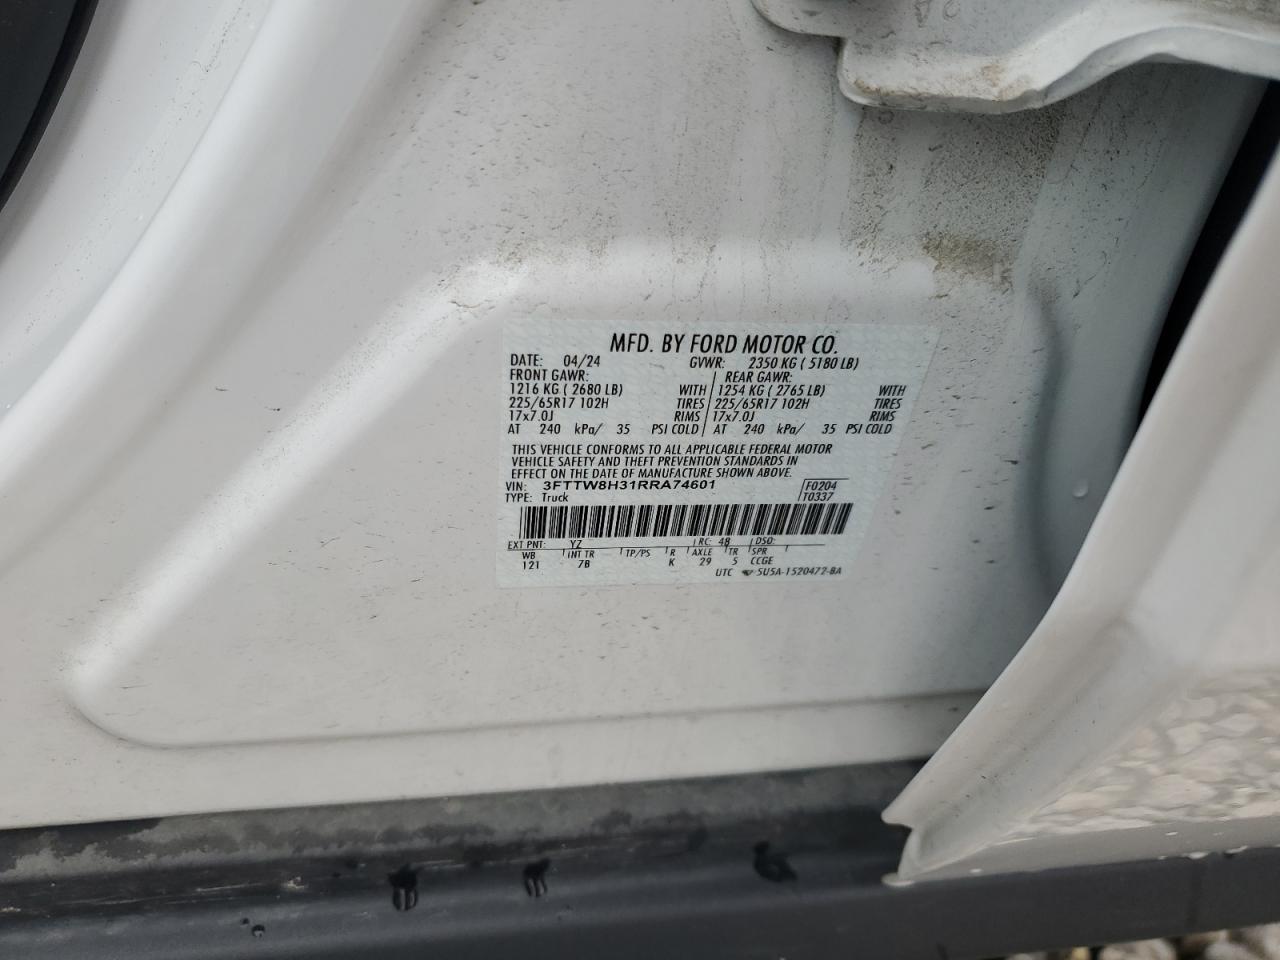 MFD. BY FORD MOTOR CO.
DATE: 04/24 GVWR: 2350 KG ( 5180 LB)
FRONT GAWR: REAR GAWR:
1216 KG ( 2680 LB) WITH 1254 KG ( 2765 LB) WITH
225/65R17 102H TIRES 225/65R17 102H TIRES
17x7.0J RIMS 17x7.0J RIMS
AT 240 kPa/ 35 PSI COLD AT 240 kPa/ 35 PSI COLD
THIS VEHICLE CONFORMS TO ALL APPLICABLE FEDERAL MOTOR
VEHICLE SAFETY AND THEFT PREVENTION STANDARDS IN
EFFECT ON THE DATE OF MANUFACTURE SHOWN ABOVE.
VIN: 3FTTW8H31RRA74601 F0204
TYPE: Truck T0337
EXT PNT: YZ RC: 48 DSO:
WB INT TR TP/PS R AXLE TR SPR
121 7B K 29 5 CCGE
UTC 5U5A-1520472-BA